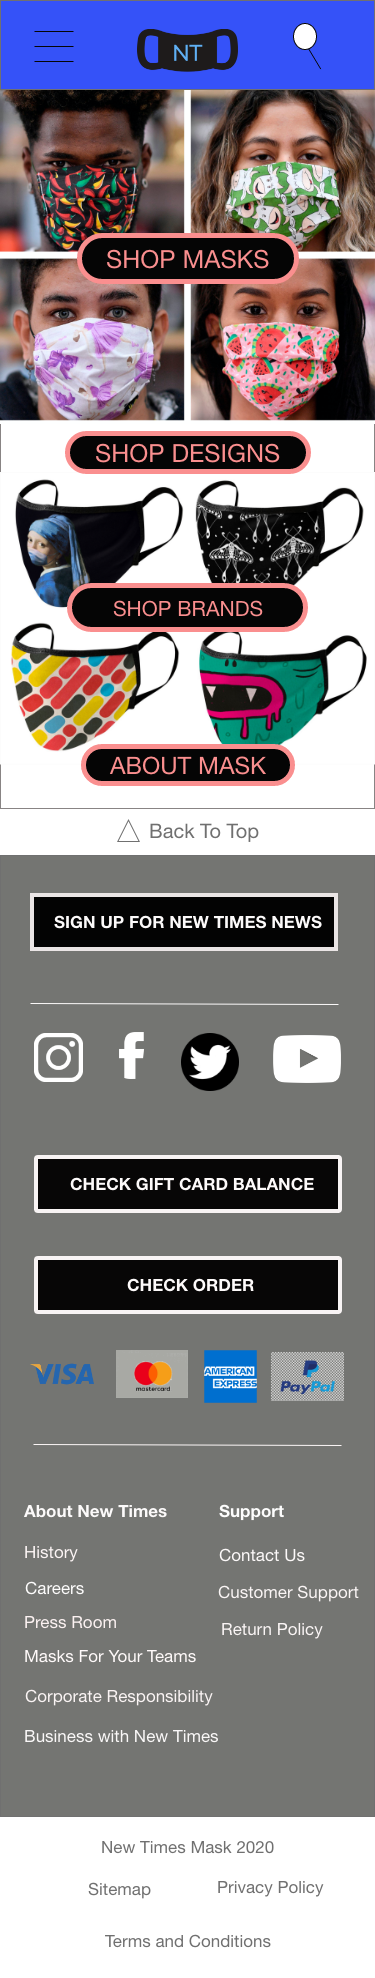 NT
SHOP MASKS
SHOP DESIGNS
SHOP BRANDS
ABOUT MASK
Back To Top
SIGN UP FOR NEW TIMES NEWS
CHECK GIFT CARD BALANCE
CHECK ORDER
VISA
mastercard
AMERICAN
EXPRESS
PayPal
About New Times
History
Careers
Press Room
Masks For Your Teams
Corporate Responsibility
Business with New Times
Support
Contact Us
Customer Support
Return Policy
New Times Mask 2020
Sitemap
Privacy Policy
Terms and Conditions